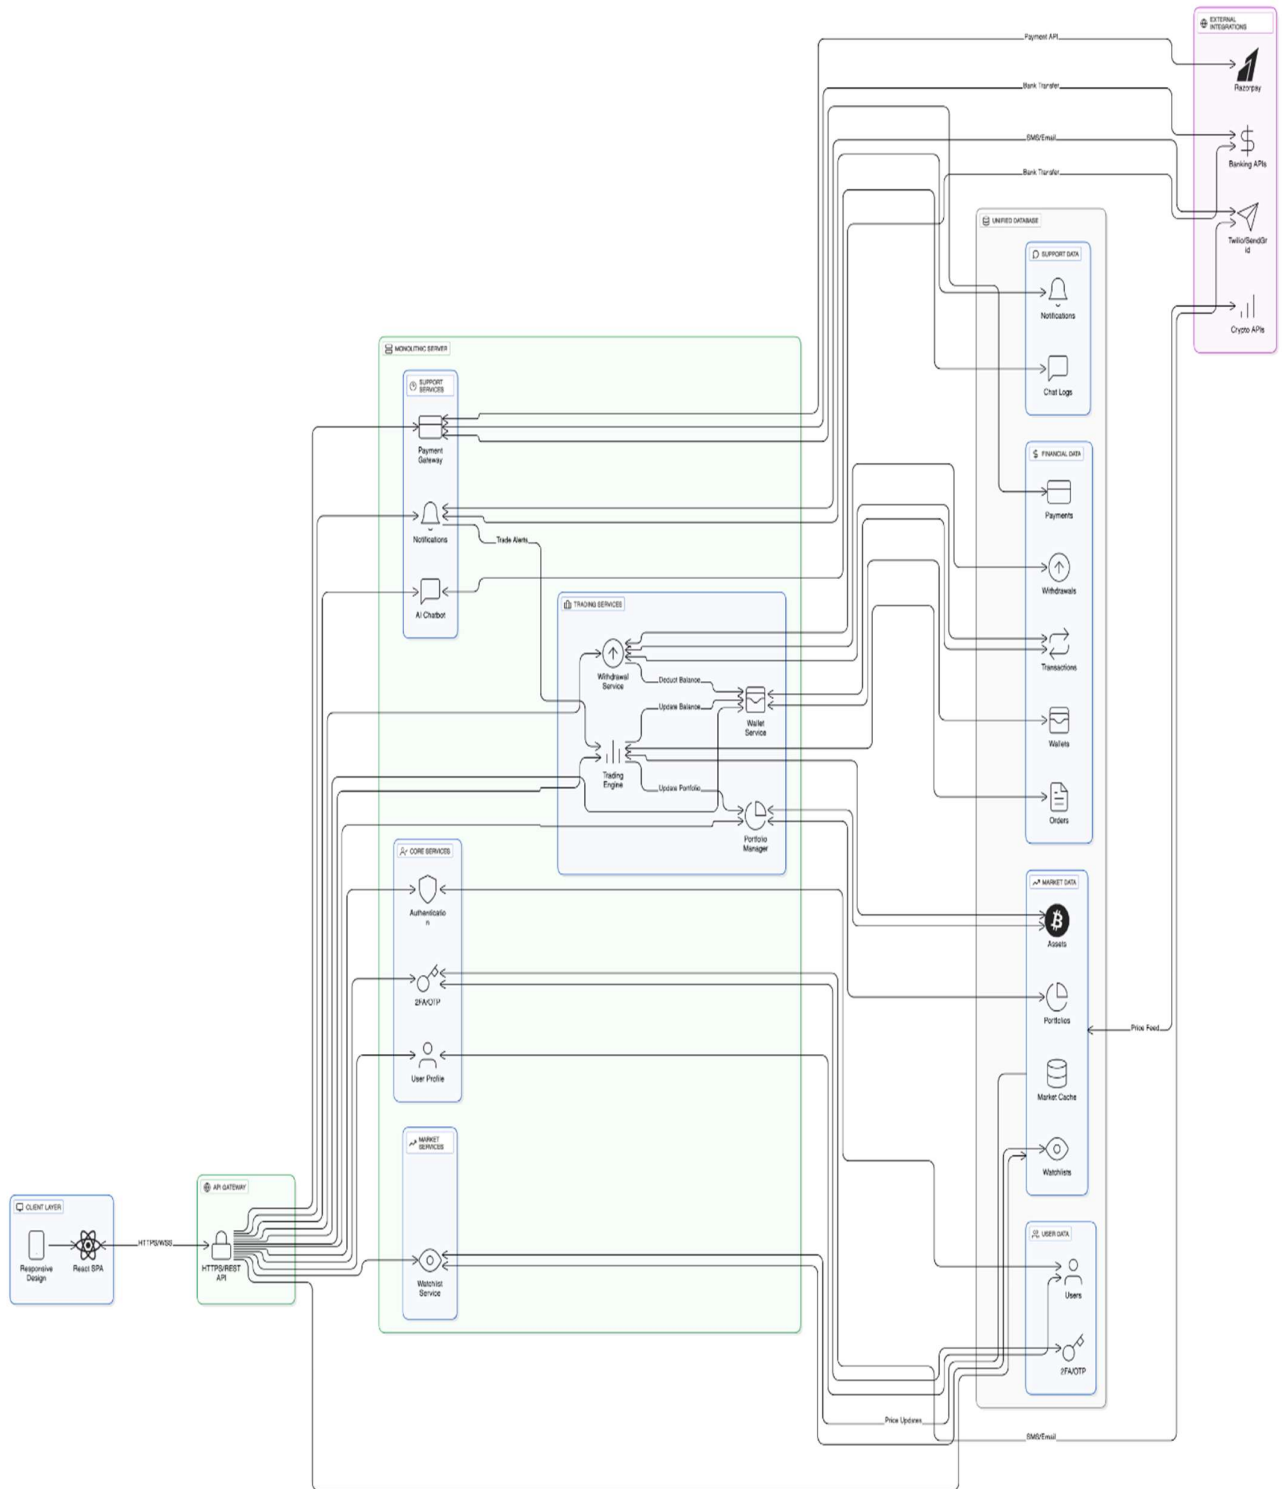 EXTERNAL
INTEGRATIONS
Payment API
Razorpay
Bank Transfer
SMS/Email
Banking APIs
Bank Transfer
UNIFIED DATABASE
Twilio/SendGr
id
SUPPORT DATA
Notifications
Crypto APIs
MONOLITHIC SERVER
SUPPORT
SERVICES
Chat Logs
Payment
Gateway
FINANCIAL DATA
Payments
Notifications
Trade Alerts
Withdrawals
AI Chatbot
TRADING SERVICES
Transactions
Withdrawal
Service
Deduct Balance
Update Balance
Wallet
Service
Wallets
Trading
Engine
Update Portfolio
Orders
Portfolio
Manager
CORE SERVICES
MARKET DATA
Authenticatio
n
Assets
2FA/OTP
Portfolios
Price Feed
User Profile
Market Cache
MARKET
SERVICES
Watchlists
API GATEWAY
CLIENT LAYER
USER DATA
HTTPS/WSS
Responsive
Design
React SPA
HTTPS/REST
API
Watchlist
Service
Users
2FA/OTP
Price Updates
SMS/Email